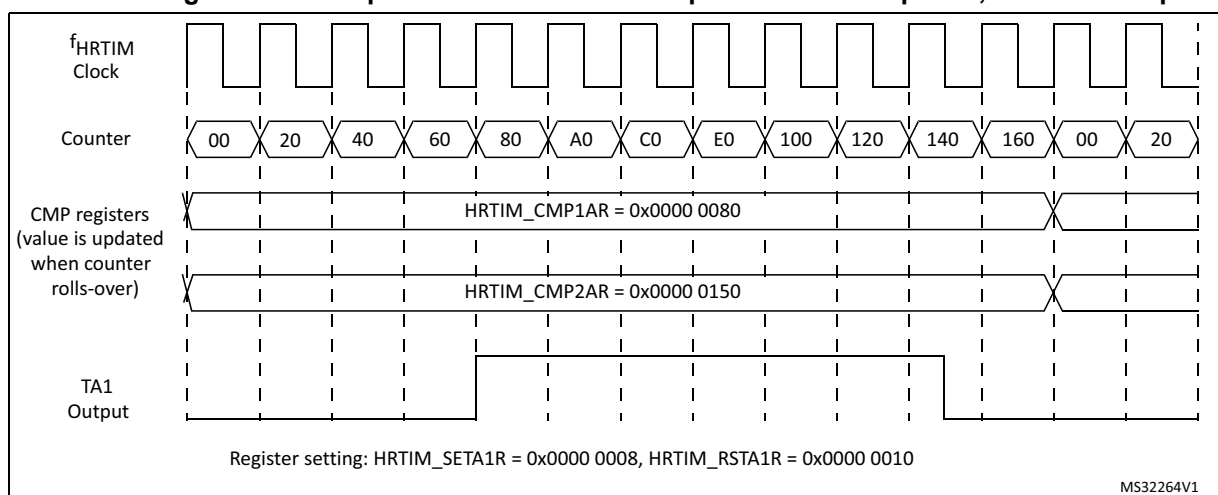 fHRTIM
Clock
Counter
00 20 40 60 80 A0 C0 E0 100 120 140 160 00 20
CMP registers
(value is updated
when counter
rolls-over)
HRTIM_CMP1AR = 0x0000 0080
HRTIM_CMP2AR = 0x0000 0150
TA1
Output
Register setting: HRTIM_SETA1R = 0x0000 0008, HRTIM_RSTA1R = 0x0000 0010
MS32264V1